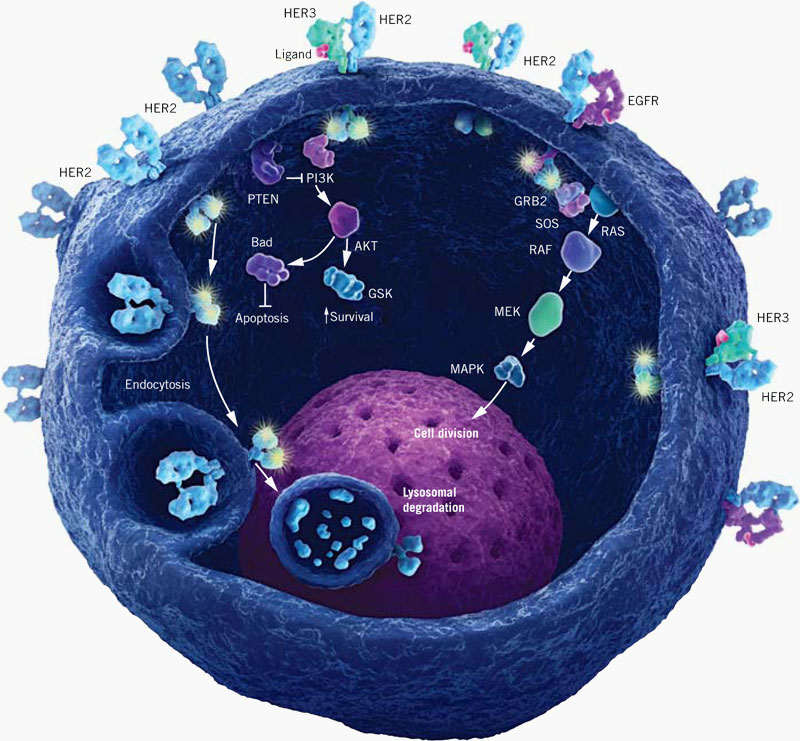 HER3
HER2
Ligand
HER2
HER2
EGFR
HER2
HER2
PTEN
PI3K
GRB2
SOS
RAS
Bad
AKT
RAF
GSK
Apoptosis
Survival
MEK
HER3
MAPK
Endocytosis
HER2
Cell division
Lysosomal
degradation